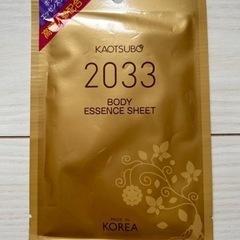 KAOTSUBO
2033
BODY
ESSENCE SHEET
MADE IN
KOREA